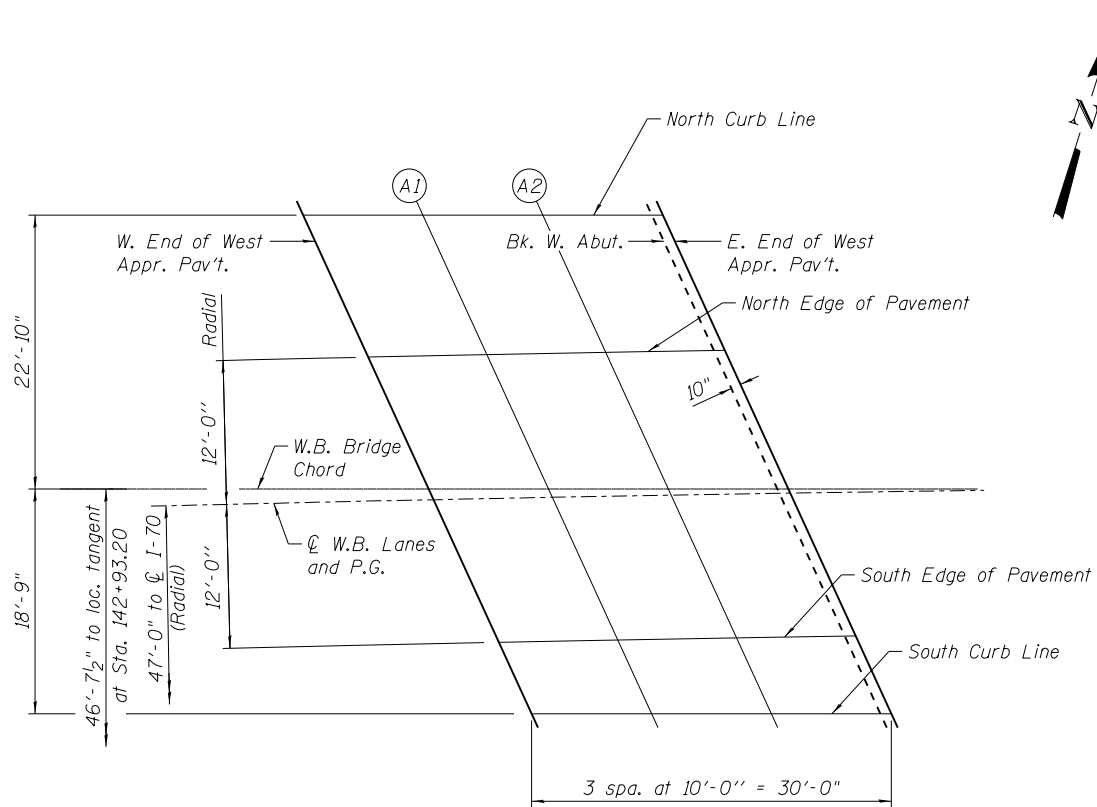 North Curb Line
N
A1
A2
W. End of West
Appr. Pav't.
Bk. W. Abut.
E. End of West
Appr. Pav't.
Radial
North Edge of Pavement
22'-10"
10"
12'-0"
W.B. Bridge
Chord
℄ W.B. Lanes
and P.G.
12'-0"
18'-9"
46'-7 1/2" to loc. tangent
at Sta. 142+93.20
47'-0" to ℄ I-70
(Radial)
South Edge of Pavement
South Curb Line
3 spa. at 10'-0" = 30'-0"